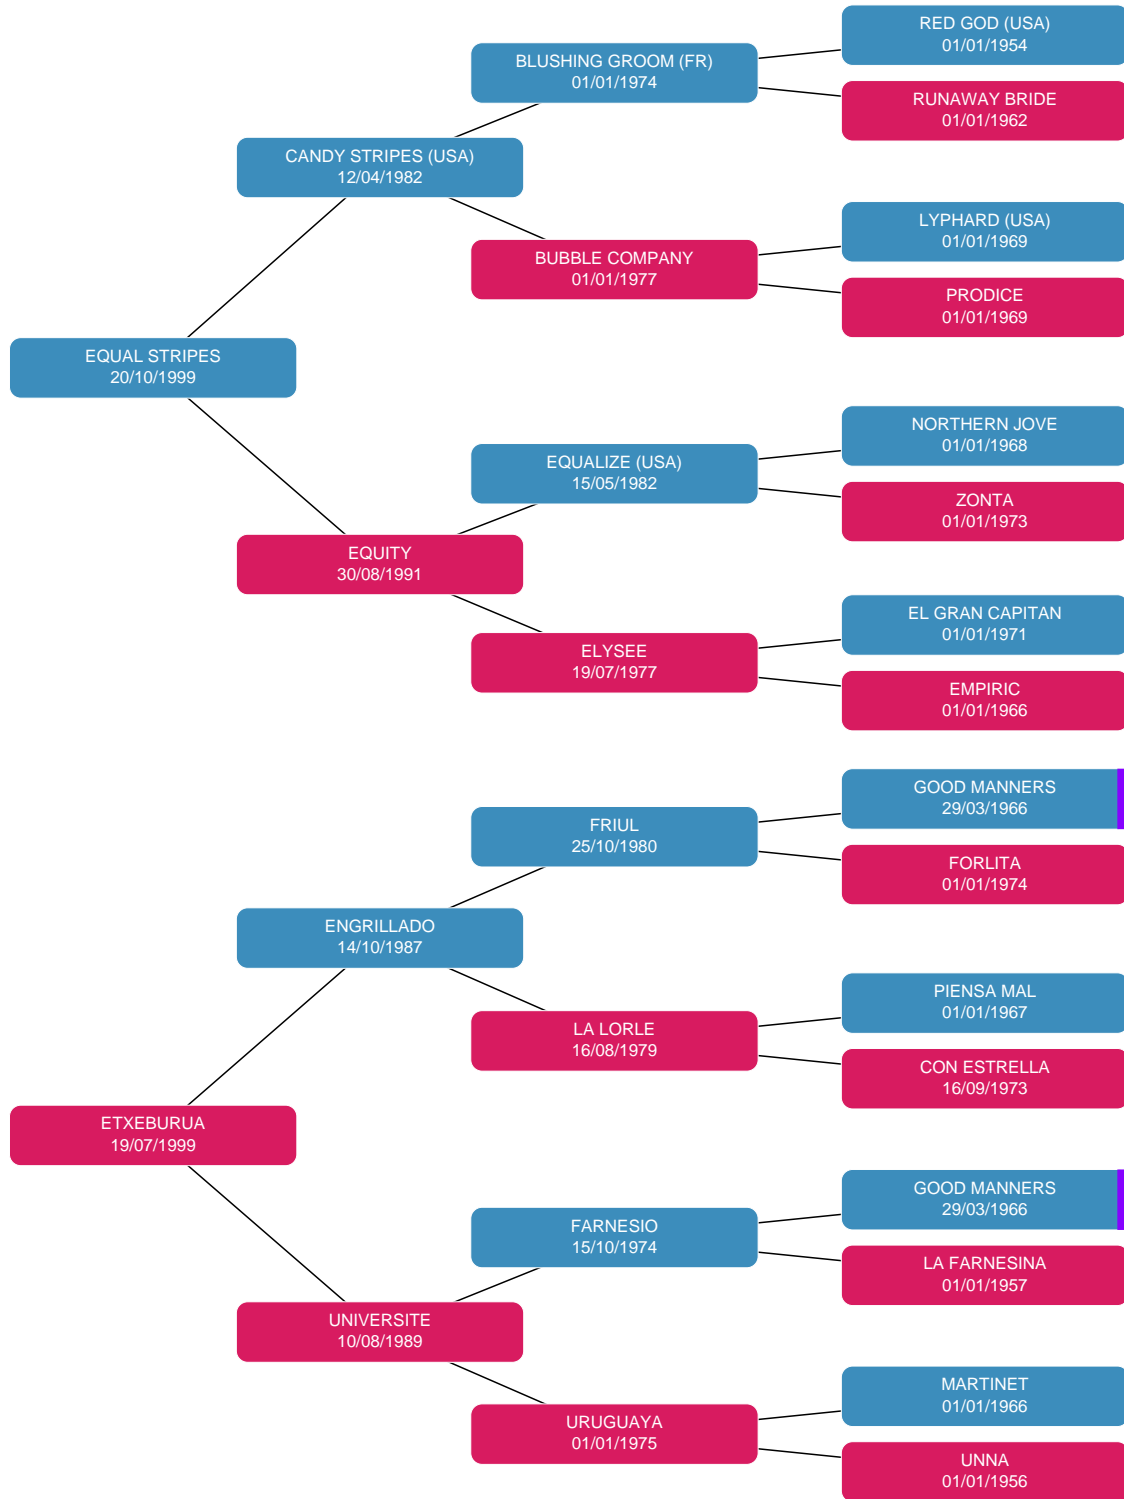 RED GOD (USA)
01/01/1954
BLUSHING GROOM (FR)
01/01/1974
RUNAWAY BRIDE
01/01/1962
CANDY STRIPES (USA)
12/04/1982
LYPHARD (USA)
01/01/1969
BUBBLE COMPANY
01/01/1977
PRODICE
01/01/1969
EQUAL STRIPES
20/10/1999
NORTHERN JOVE
01/01/1968
EQUALIZE (USA)
15/05/1982
ZONTA
01/01/1973
EQUITY
30/08/1991
EL GRAN CAPITAN
01/01/1971
ELYSEE
19/07/1977
EMPIRIC
01/01/1966
GOOD MANNERS
29/03/1966
FRIUL
25/10/1980
FORLITA
01/01/1974
ENGRILLADO
14/10/1987
PIENSA MAL
01/01/1967
LA LORLE
16/08/1979
CON ESTRELLA
16/09/1973
ETXEBURUA
19/07/1999
GOOD MANNERS
29/03/1966
FARNESIO
15/10/1974
LA FARNESINA
01/01/1957
UNIVERSITE
10/08/1989
MARTINET
01/01/1966
URUGUAYA
01/01/1975
UNNA
01/01/1956